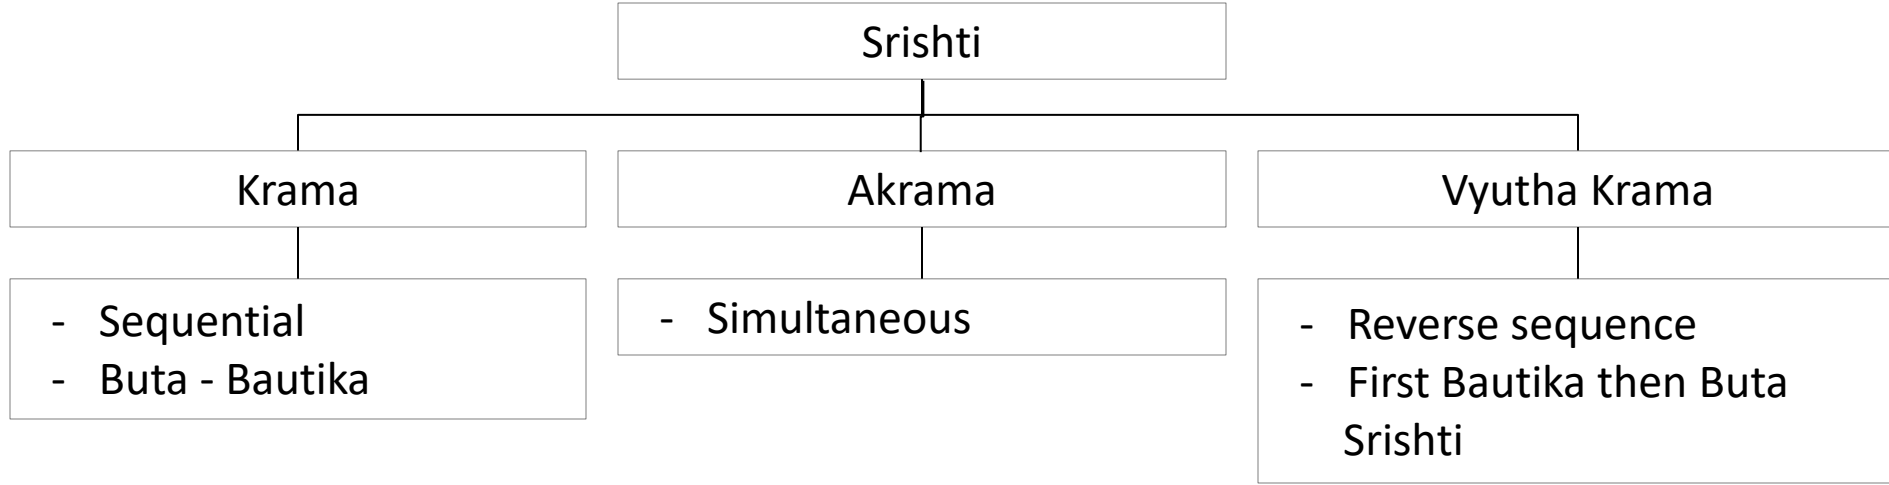 Srishti
Krama
Akrama
Vyutha Krama
- Sequential
- Buta - Bautika
- Simultaneous
- Reverse sequence
- First Bautika then Buta
Srishti